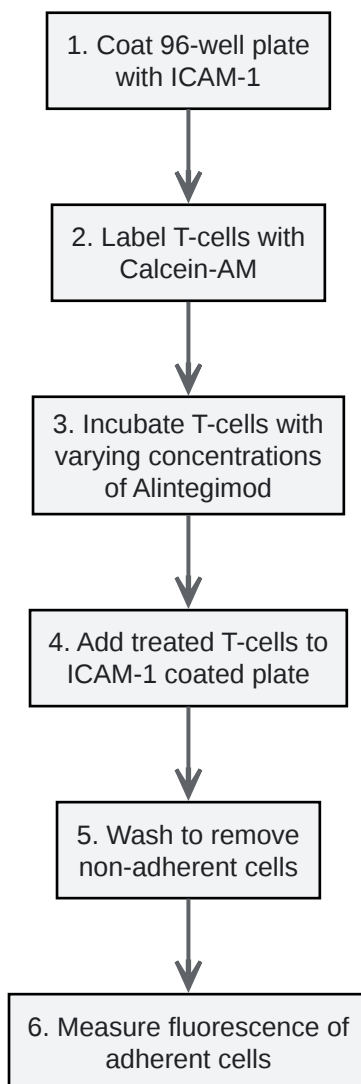 1. Coat 96-well plate
with ICAM-1
2. Label T-cells with
Calcein-AM
3. Incubate T-cells with
varying concentrations
of Alintegimod
4. Add treated T-cells to
ICAM-1 coated plate
5. Wash to remove
non-adherent cells
6. Measure fluorescence of
adherent cells